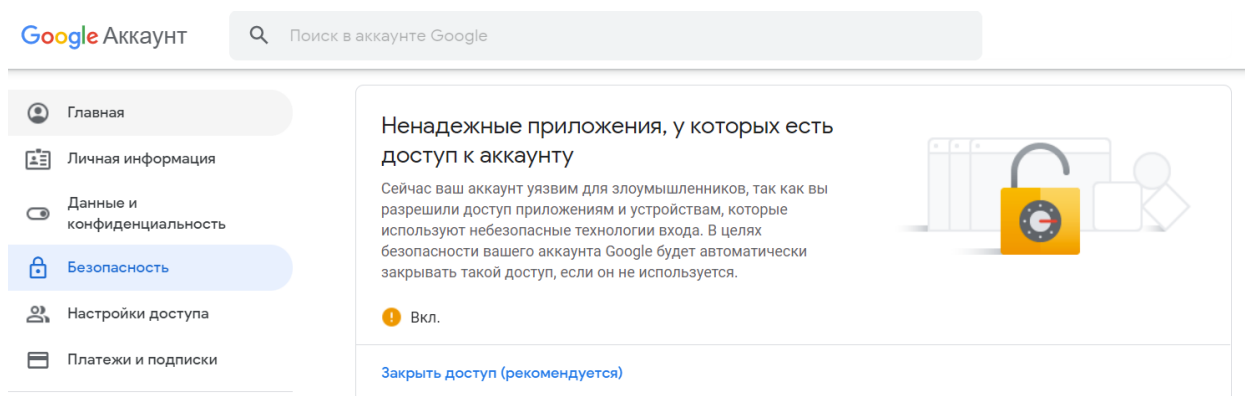 Google Аккаунт
Поиск в аккаунте Google
Главная
Личная информация
Данные и
конфиденциальность
Безопасность
Настройки доступа
Платежи и подписки
Ненадежные приложения, у которых есть
доступ к аккаунту
Сейчас ваш аккаунт уязвим для злоумышленников, так как вы
разрешили доступ приложениям и устройствам, которые
используют небезопасные технологии входа. В целях
безопасности вашего аккаунта Google будет автоматически
закрывать такой доступ, если он не используется.
Вкл.
Закрыть доступ (рекомендуется)